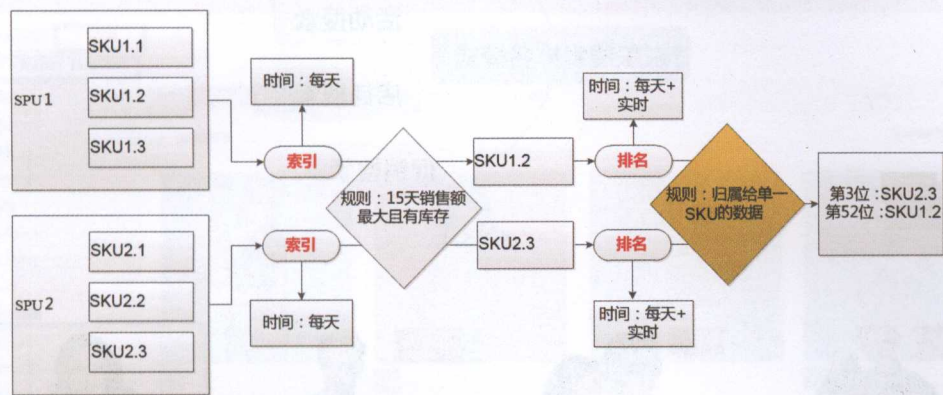 SPU1
SKU1.1
SKU1.2
SKU1.3
时间：每天
索引
规则：15天销售额
最大且有库存
SKU1.2
排名
时间：每天+
实时
规则：归属给单一
SKU的数据
第3位：SKU2.3
第52位：SKU1.2
SPU2
SKU2.1
SKU2.2
SKU2.3
索引
时间：每天
SKU2.3
排名
时间：每天+
实时